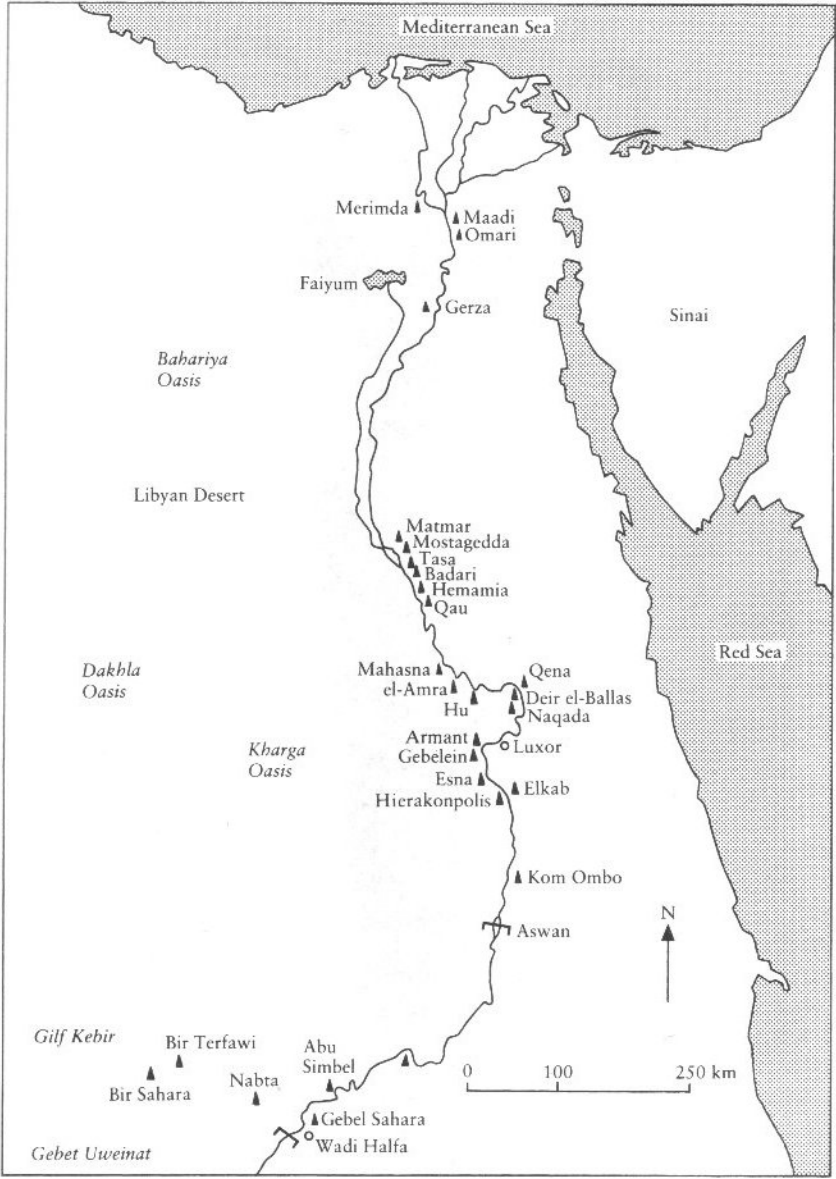 Mediterranean Sea
Merimda
Maadi
Omari
Faiyum
Gerza
Sinai
Bahariya
Oasis
Libyan Desert
Matmar
Mostagedda
Tasa
Badari
Hemamia
Qau
Red Sea
Dakhla
Oasis
Mahasna
Qena
el-Amra
Deir el-Ballas
Hu
Naqada
Armant
Luxor
Kharga
Oasis
Gebelein
Esna
Elkab
Hierakonpolis
Kom Ombo
N
Aswan
Gilf Kebir
Bir Terfawi
Abu
Simbel
0 100 250 km
Nabta
Bir Sahara
Gebel Sahara
Wadi Halfa
Gebet Uweinat